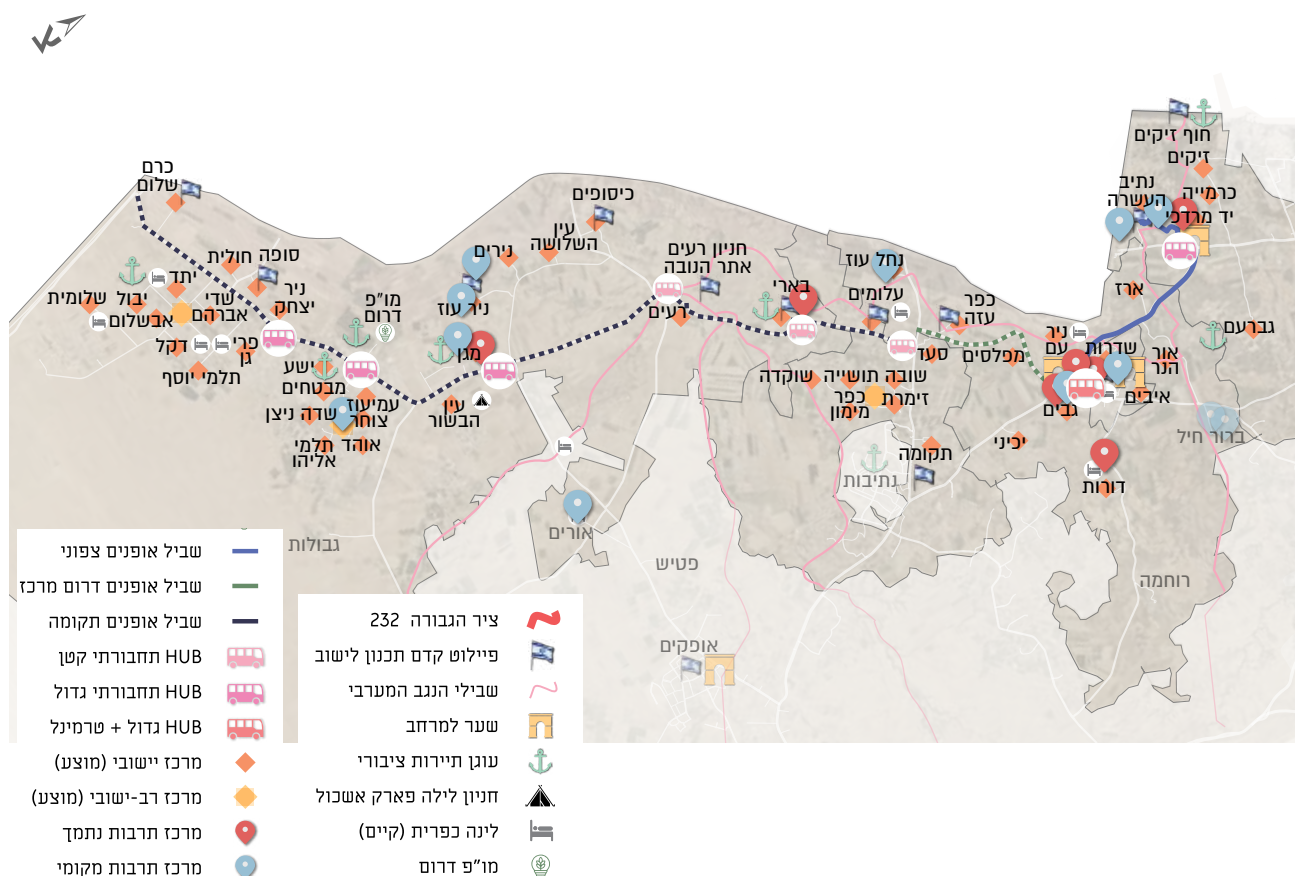 חוף זיקים
זיקים
כרם
שלום
נתיב
העשרה
כרמייה
יד מרדכי
כיסופים
עין
השלושה
חניון רעים
אתר הנובה
נירים
סופה
חולית
יתד
ניר
יצחק
נחל עוז
בארי
עלומים
ארז
שלומית
יבול
שדי
אברהם
אבשלום
מו"פ
דרום
ניר עוז
רעים
כפר
עזה
גברעם
דקל
פרי
גן
תלמי יוסף
מגן
סעד
מפלסים
ניר
עם
שדרות
אור
הנר
ישע
מבטחים
עמיעוז
צוחר
שדה ניצן
עין
הבשור
שוקדה
תושייה
שובה
זימרת
כפר
מימון
גבים
איבים
תלמי
אליהו
אוהד
תקומה
יכיני
ברור חיל
נתיבות
דורות
אורים
גבולות
פטיש
רוחמה
אופקים
שביל אופנים צפוני
שביל אופנים דרום מרכז
שביל אופנים תקומה
HUB תחבורתי קטן
HUB תחבורתי גדול
HUB גדול + טרמינל
מרכז יישובי (מוצע)
מרכז רב-ישובי (מוצע)
מרכז תרבות נתמך
מרכז תרבות מקומי
ציר הגבורה 232
פיילוט קדם תכנון לישוב
שבילי הנגב המערבי
שער למרחב
עוגן תיירות ציבורי
חניון לילה פארק אשכול
לינה כפרית (קיים)
מו"פ דרום